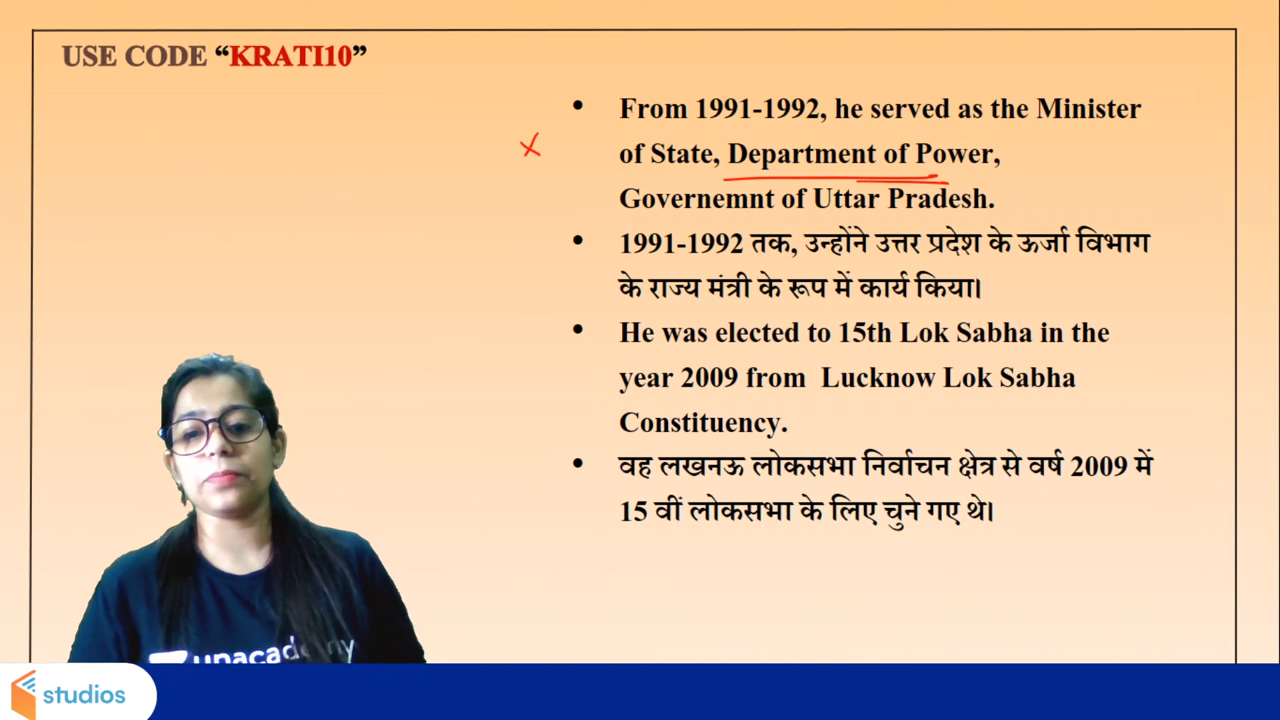 USE CODE “KRATI10”
• From 1991-1992, he served as the Minister
of State, Department of Power,
Governemnt of Uttar Pradesh.
• 1991-1992 तक, उन्होंने उत्तर प्रदेश के ऊर्जा विभाग
के राज्य मंत्री के रूप में कार्य किया।
• He was elected to 15th Lok Sabha in the
year 2009 from Lucknow Lok Sabha
Constituency.
• वह लखनऊ लोकसभा निर्वाचन क्षेत्र से वर्ष 2009 में
15 वीं लोकसभा के लिए चुने गए थे।
unacademy
studios